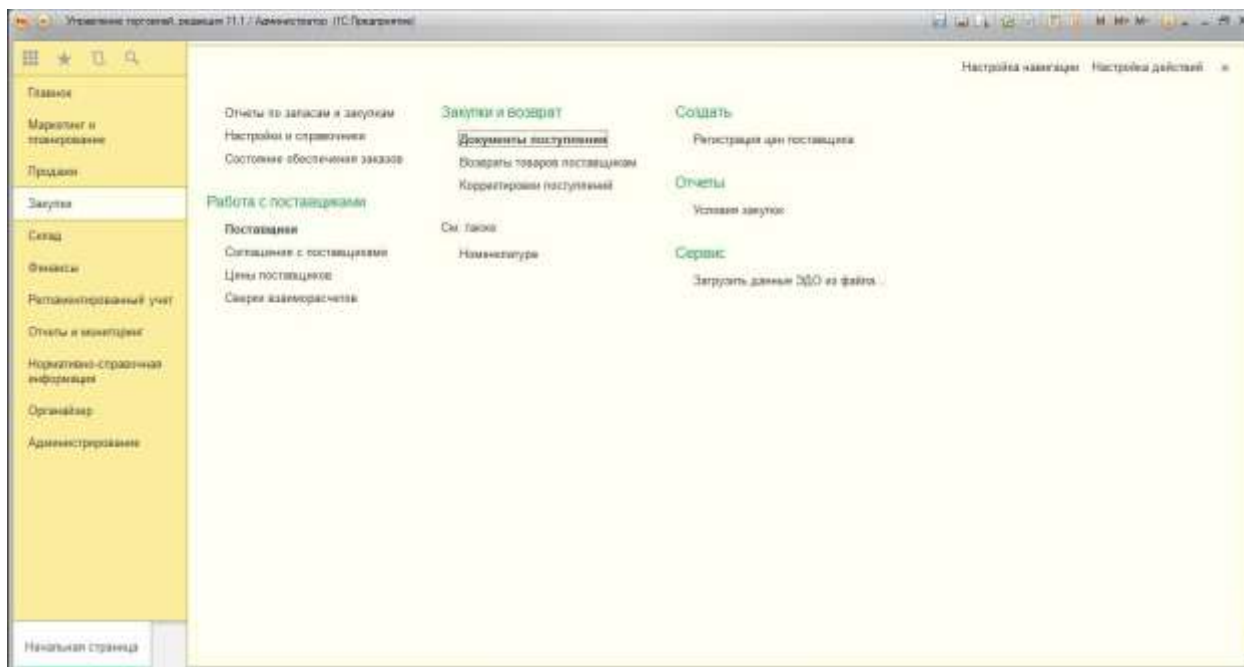 Управление торговлей, редакция 11.1 / Администратор (1С:Предприятие)
M M+ M-
Настройка навигации Настройка действий
Главное
Маркетинг и
планирование
Продажи
Закупки
Склад
Финансы
Регламентированный учет
Отчеты и мониторинг
Нормативно-справочная
информация
Органайзер
Администрирование
Начальная страница
Отчеты по запасам и закупкам
Настройки и справочники
Состояние обеспечения заказов
Работа с поставщиками
Поставщики
Соглашения с поставщиками
Цены поставщиков
Сверки взаиморасчетов
Закупки и возврат
Документы поступления
Возвраты товаров поставщикам
Корректировки поступлений
См. также
Номенклатура
Создать
Регистрация цен поставщика
Отчеты
Условия закупок
Сервис
Загрузить данные ЭДО из файла...